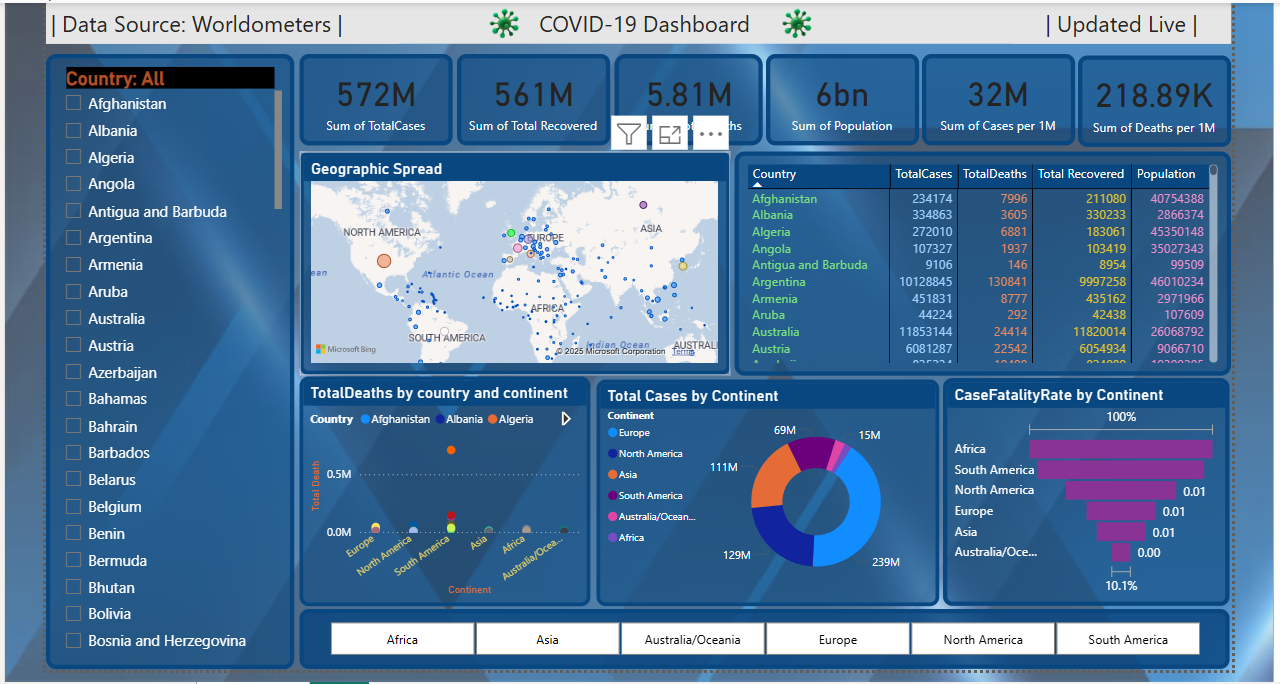 | Data Source: Worldometers |
COVID-19 Dashboard
| Updated Live |
Country: All
Afghanistan
Albania
Algeria
Angola
Antigua and Barbuda
Argentina
Armenia
Aruba
Australia
Austria
Azerbaijan
Bahamas
Bahrain
Barbados
Belarus
Belgium
Benin
Bermuda
Bhutan
Bolivia
Bosnia and Herzegovina
572M
Sum of TotalCases
561M
Sum of Total Recovered
5.81M
6bn
Sum of Population
32M
Sum of Cases per 1M
218.89K
Sum of Deaths per 1M
Geographic Spread
NORTH AMERICA
EUROPE
ASIA
Atlantic Ocean
AFRICA
SOUTH AMERICA
Indian Ocean
AUSTRAL
Microsoft Bing
© 2025 Microsoft Corporation Terms
Country TotalCases TotalDeaths Total Recovered Population
Afghanistan 234174 7996 211080 40754388
Albania 334863 3605 330233 2866374
Algeria 272010 6881 183061 45350148
Angola 107327 1937 103419 35027343
Antigua and Barbuda 9106 146 8954 99509
Argentina 10128845 130841 9997258 46010234
Armenia 451831 8777 435162 2971966
Aruba 44224 292 42438 107609
Australia 11853144 24414 11820014 26068792
Austria 6081287 22542 6054934 9066710
TotalDeaths by country and continent
Country Afghanistan Albania Algeria
Total Death
0.5M
0.0M
Europe
North America
South America
Asia
Africa
Australia/Ocea...
Continent
Total Cases by Continent
Continent
Europe
North America
Asia
South America
Australia/Ocean...
Africa
69M
15M
111M
129M
239M
CaseFatalityRate by Continent
100%
Africa
South America
North America 0.01
Europe 0.01
Asia 0.01
Australia/Oce... 0.00
10.1%
Africa
Asia
Australia/Oceania
Europe
North America
South America